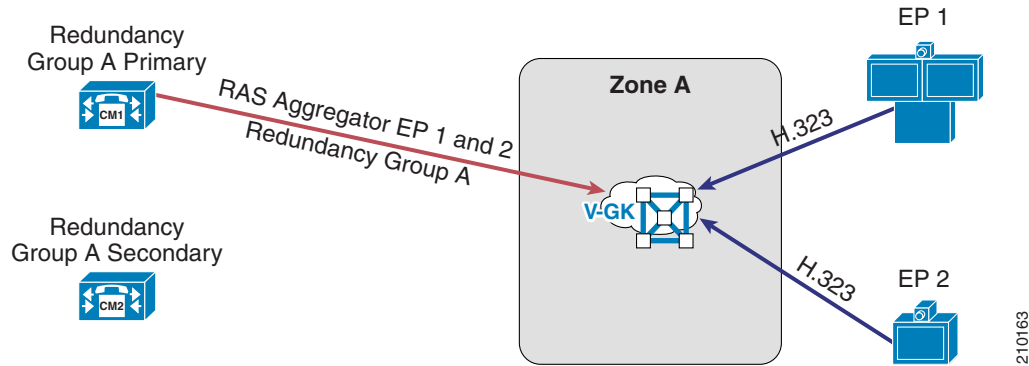 Redundancy
Group A Primary
CM1
RAS Aggregator EP 1 and 2
Redundancy Group A
Zone A
V-GK
EP 1
H.323
H.323
EP 2
Redundancy
Group A Secondary
CM2
210163